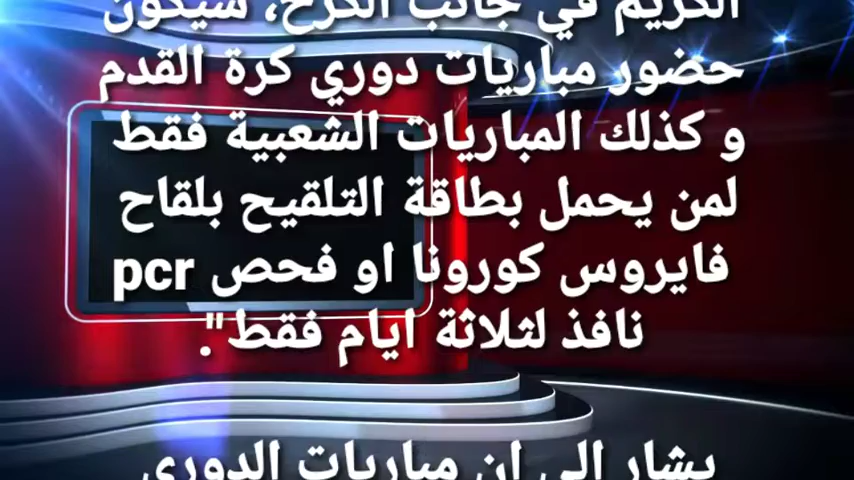 الكريم في جانب الكرخ، سيكون
حضور مباريات دوري كرة القدم
و كذلك المباريات الشعبية فقط
لمن يحمل بطاقة التلقيح بلقاح
فايروس كورونا او فحص pcr
نافذ لثلاثة ايام فقط".
يشار الى ان مباريات الدوري